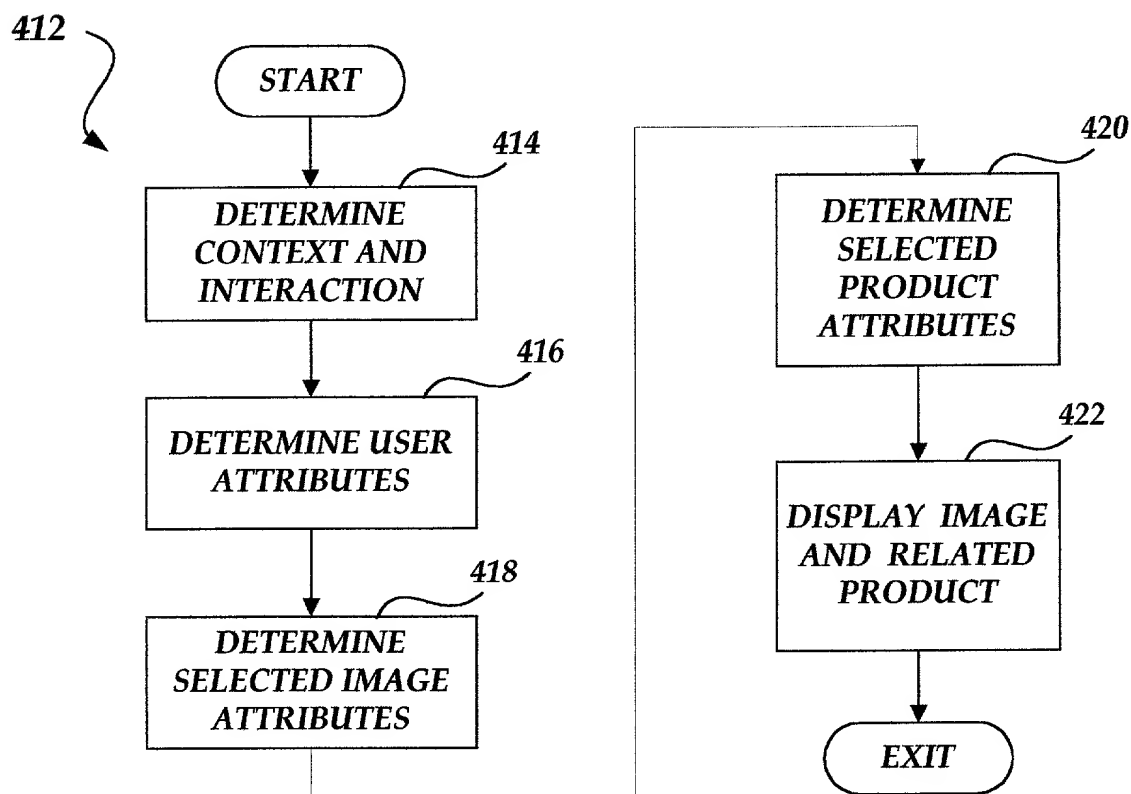 412
START
414
DETERMINE
CONTEXT AND
INTERACTION
416
DETERMINE USER
ATTRIBUTES
418
DETERMINE
SELECTED IMAGE
ATTRIBUTES
420
DETERMINE
SELECTED
PRODUCT
ATTRIBUTES
422
DISPLAY IMAGE
AND RELATED
PRODUCT
EXIT